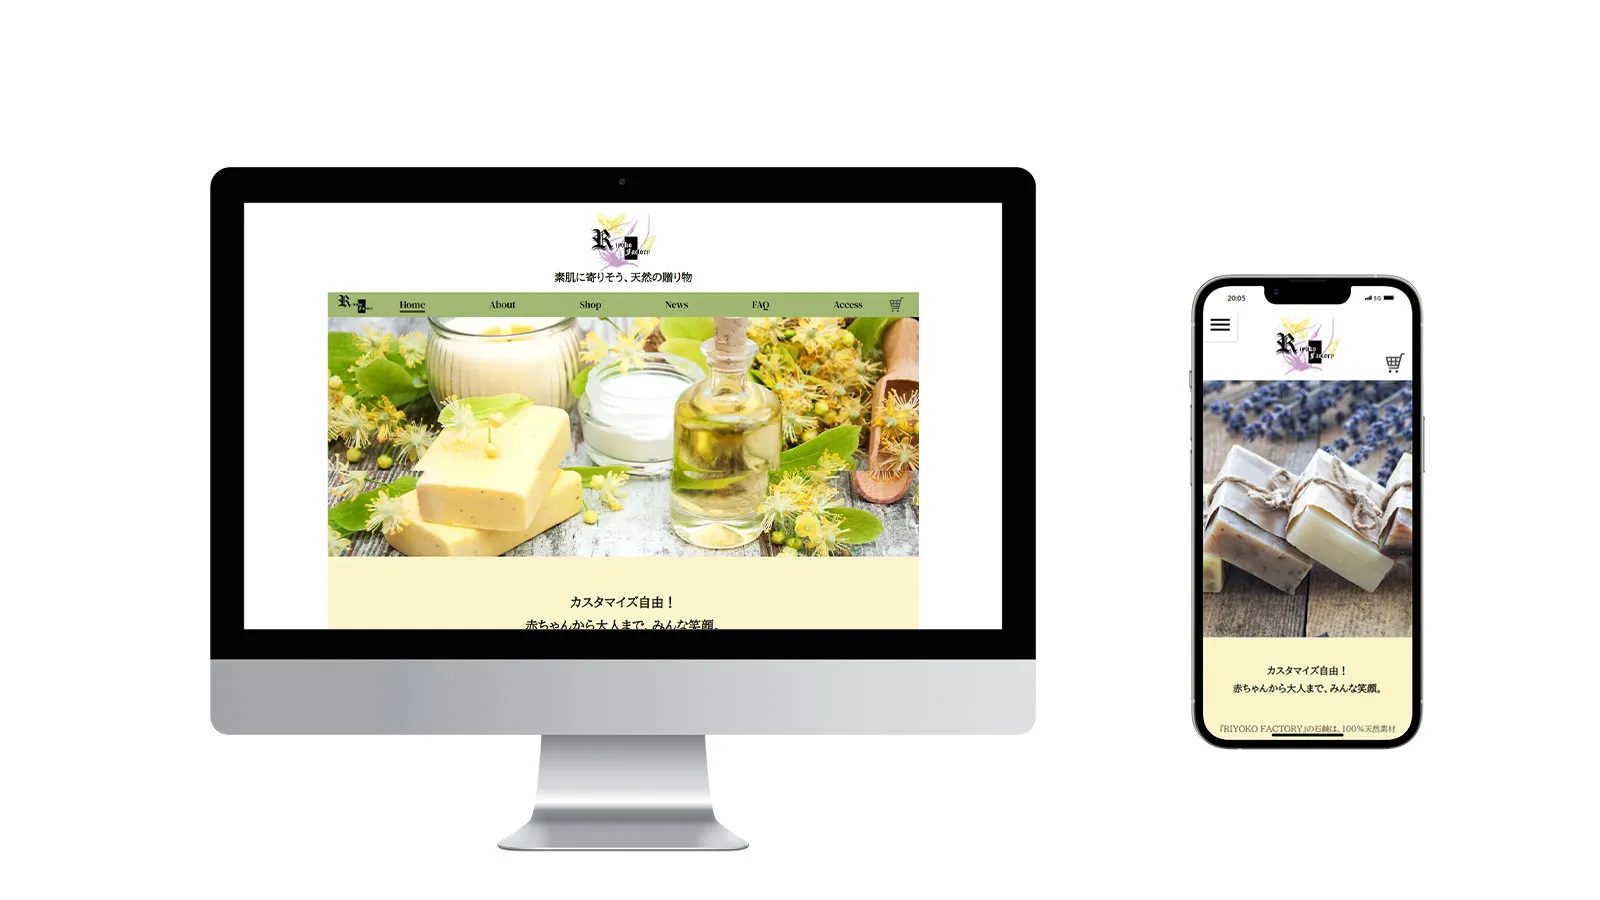 Riyoko
Factory
素肌に寄りそう、天然の贈り物
Home About Shop News FAQ Access
カスタマイズ自由！
赤ちゃんから大人まで、みんな笑顔。
20:05
5G
Riyoko
Factory
カスタマイズ自由！
赤ちゃんから大人まで、みんな笑顔。
『RIYOKO FACTORY』の石鹸は、100%天然素材